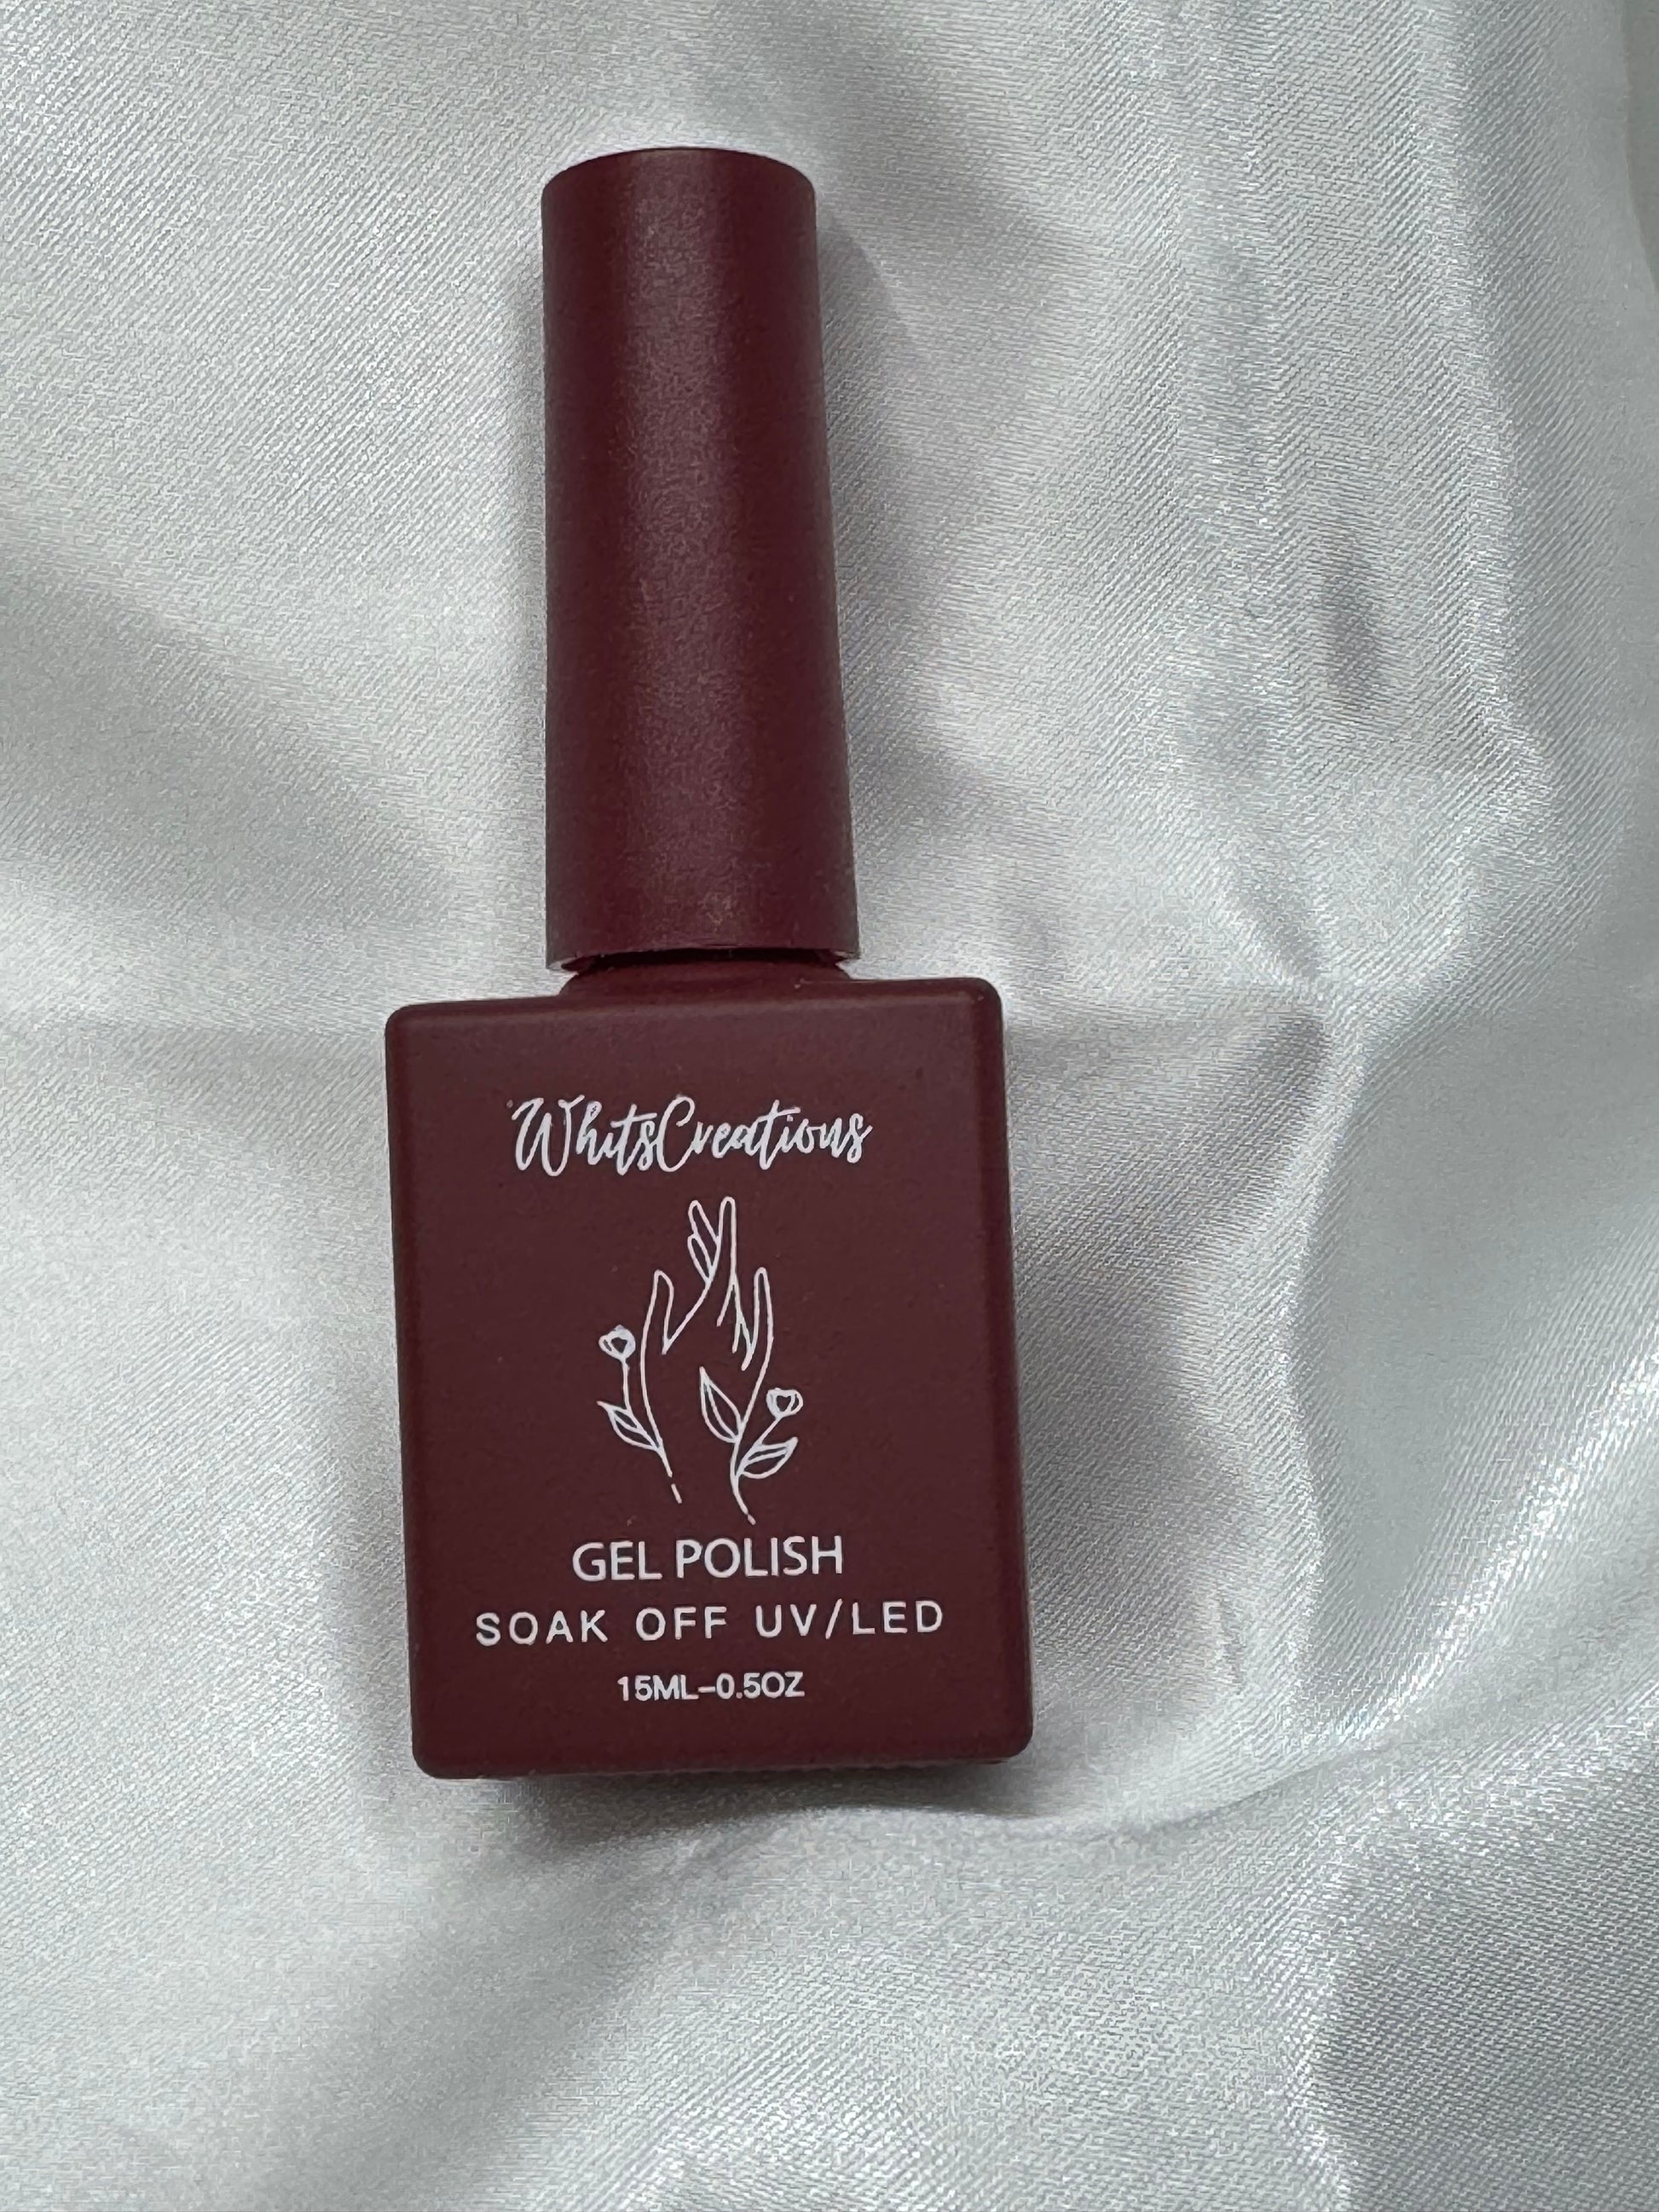 WhitsCreations
GEL POLISH
SOAK OFF UV/LED
15ML-0.5OZ